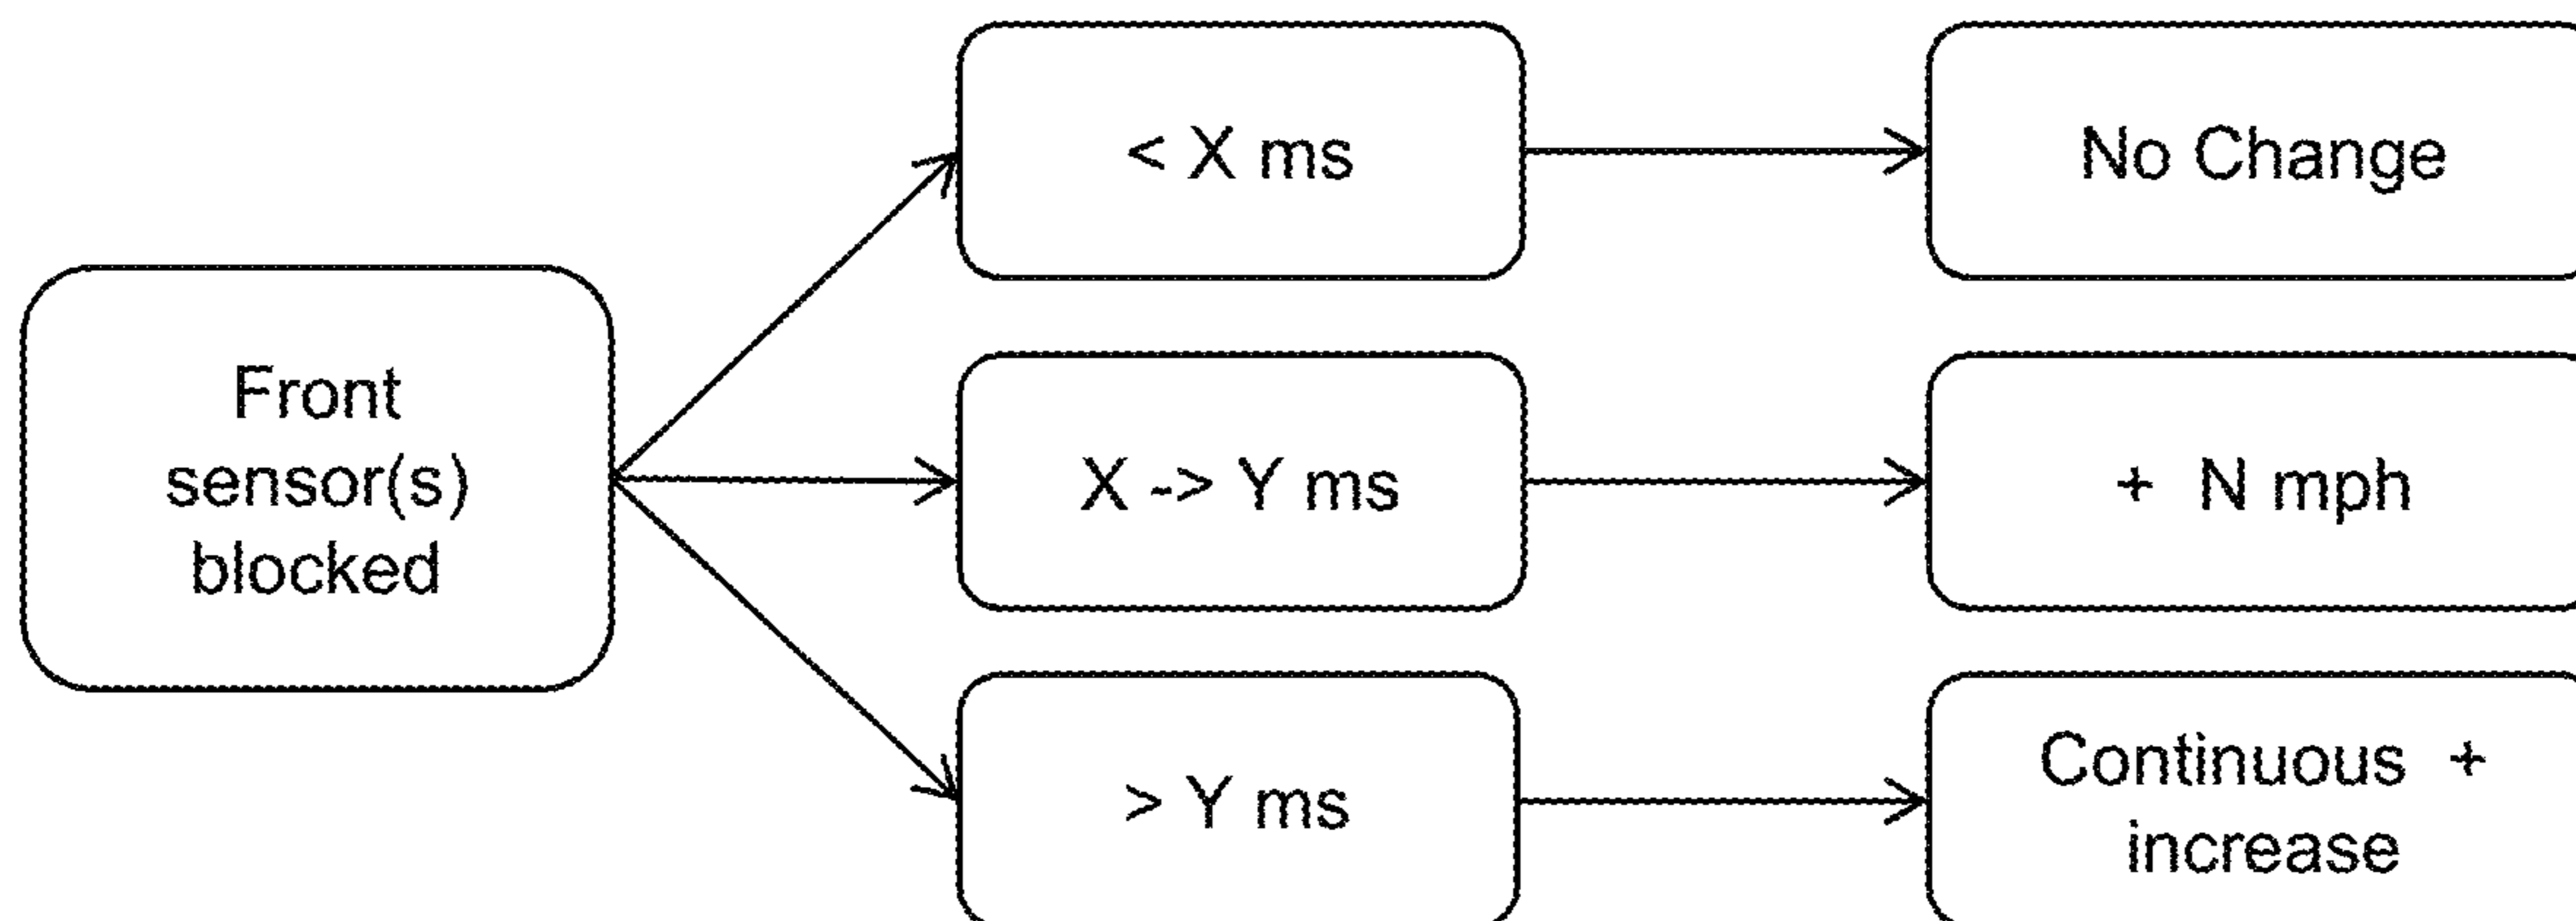 Front
sensor(s)
blocked
< X ms
No Change
X -> Y ms
+ N mph
> Y ms
Continuous +
increase